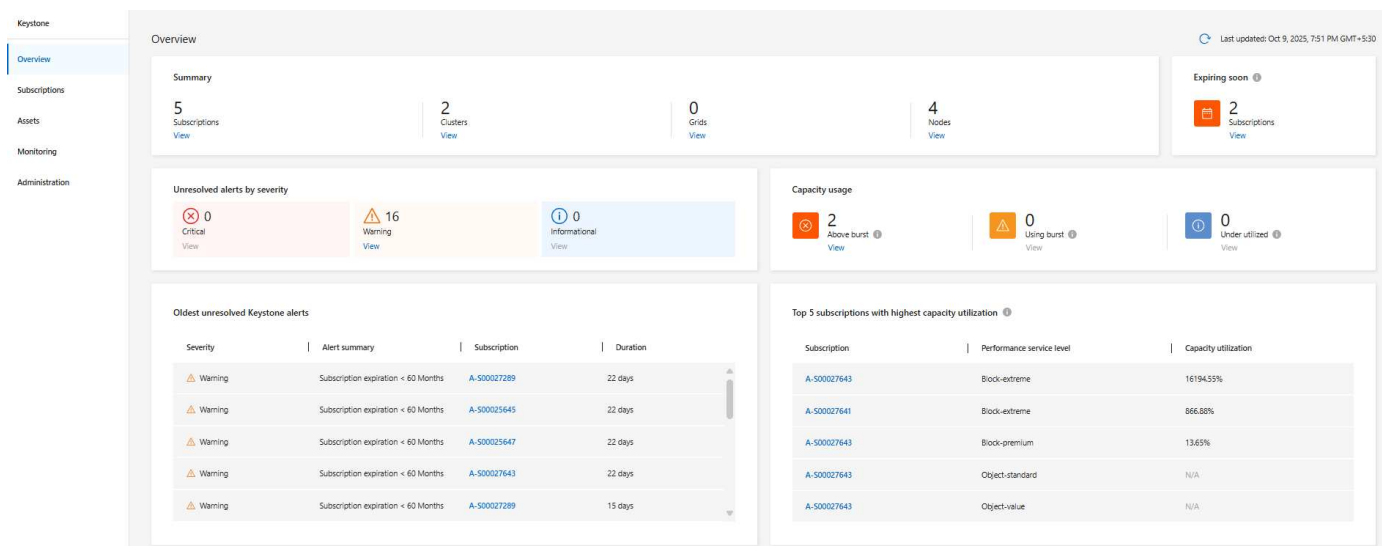 Keystone
Overview
Subscriptions
Assets
Monitoring
Administration
Overview
Last updated: Oct 9, 2025, 7:51 PM GMT+5:30
Summary
5
Subscriptions
View
2
Clusters
View
0
Grids
View
4
Nodes
View
Expiring soon
2
Subscriptions
View
Unresolved alerts by severity
0
Critical
View
16
Warning
View
0
Informational
View
Capacity usage
2
Above burst
View
0
Using burst
View
0
Under utilized
View
Oldest unresolved Keystone alerts
Severity Alert summary Subscription Duration
Warning Subscription expiration < 60 Months A-S00027289 22 days
Warning Subscription expiration < 60 Months A-S00025645 22 days
Warning Subscription expiration < 60 Months A-S00025647 22 days
Warning Subscription expiration < 60 Months A-S00027643 22 days
Warning Subscription expiration < 60 Months A-S00027289 15 days
Top 5 subscriptions with highest capacity utilization
Subscription Performance service level Capacity utilization
A-S00027643 Block-extreme 16194.55%
A-S00027641 Block-extreme 866.88%
A-S00027643 Block-premium 13.65%
A-S00027643 Object-standard N/A
A-S00027643 Object-value N/A